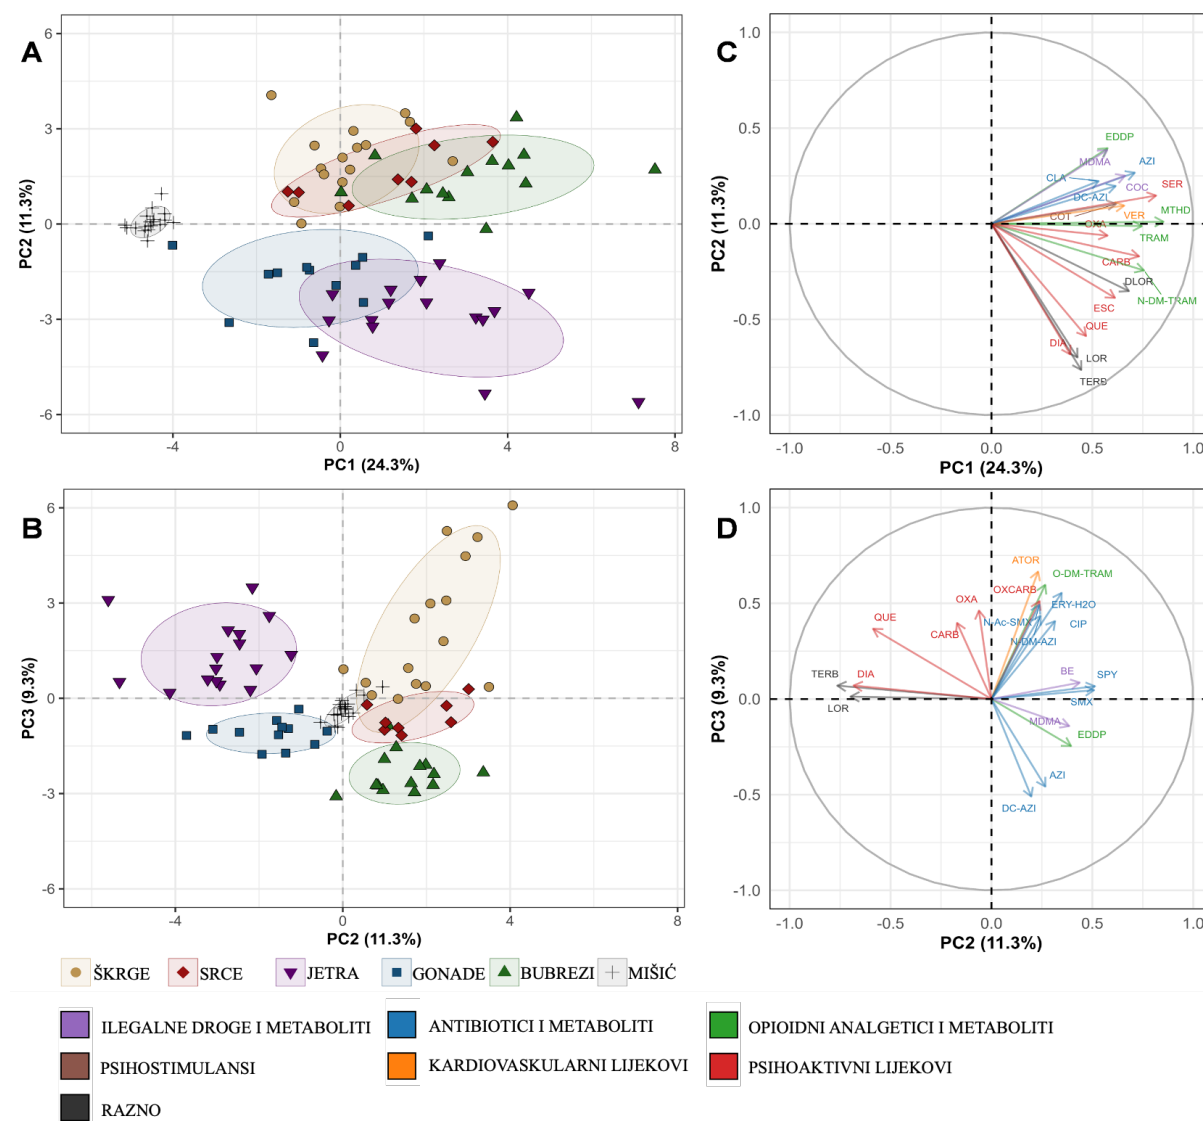 A
6
3
0
-3
-6
PC2 (11.3%)
-4
0
4
8
PC1 (24.3%)
C
1.0
0.5
0.0
-0.5
-1.0
PC2 (11.3%)
EDDP
MDMA
AZI
CLA
COC
SER
DC-AZI
MTHD
COT
VER
OXA
TRAM
CARB
DLOR
N-DM-TRAM
ESC
QUE
DIA
LOR
TERB
-1.0
-0.5
0.0
0.5
1.0
PC1 (24.3%)
B
6
3
0
-3
-6
PC3 (9.3%)
-4
0
4
8
PC2 (11.3%)
D
1.0
0.5
0.0
-0.5
-1.0
PC3 (9.3%)
ATOR
O-DM-TRAM
OXCARB
OXA
ERY-H2O
QUE
N-Ac-SMX
CIP
CARB
N-DM-AZI
BE
SPY
TERB
DIA
LOR
SMX
MDMA
EDDP
AZI
DC-AZI
-1.0
-0.5
0.0
0.5
1.0
PC2 (11.3%)
ŠKRGE SRCE JETRA GONADE BUBREZI MIŠIĆ
ILEGALNE DROGE I METABOLITI ANTIBIOTICI I METABOLITI OPIOIDNI ANALGETICI I METABOLITI
PSIHOSTIMULANSI KARDIOVASKULARNI LIJEKOVI PSIHOAKTIVNI LIJEKOVI
RAZNO